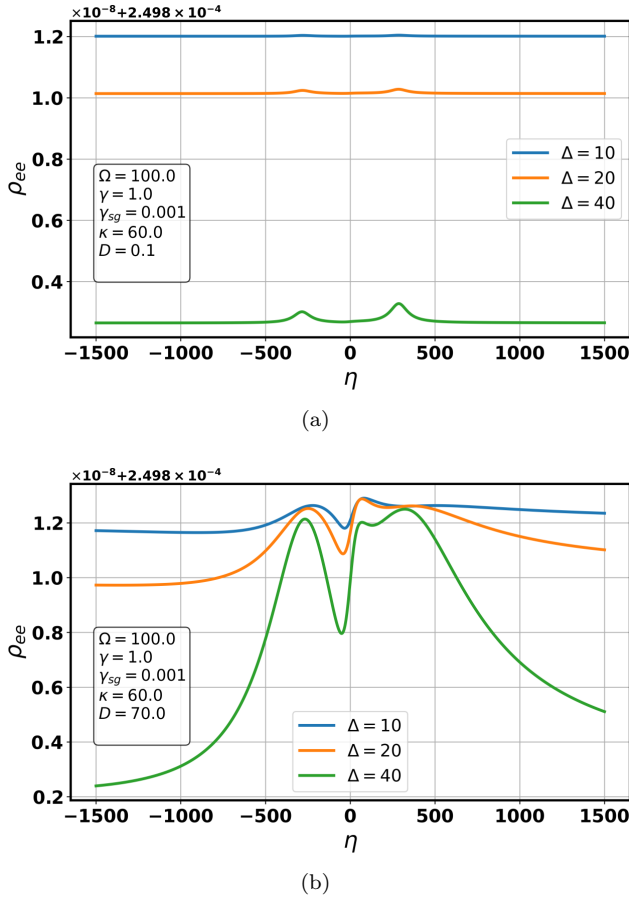 ×10⁻⁸+2.498 × 10⁻⁴
1.2
1.0
0.8
0.6
0.4
ρee
Ω = 100.0
γ = 1.0
γsg = 0.001
κ = 60.0
D = 0.1
Δ = 10
Δ = 20
Δ = 40
−1500 −1000 −500 0 500 1000 1500
η
(a)
×10⁻⁸+2.498 × 10⁻⁴
1.2
1.0
0.8
0.6
0.4
0.2
ρee
Ω = 100.0
γ = 1.0
γsg = 0.001
κ = 60.0
D = 70.0
Δ = 10
Δ = 20
Δ = 40
−1500 −1000 −500 0 500 1000 1500
η
(b)